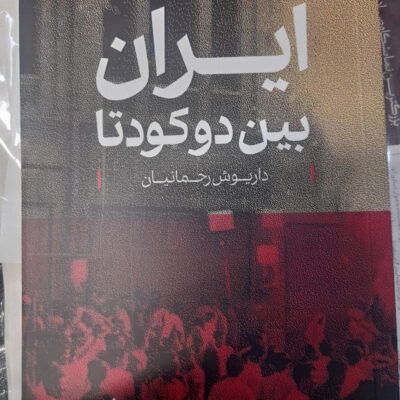 ایران
بین دو کودتا
داریوش رحمانیان